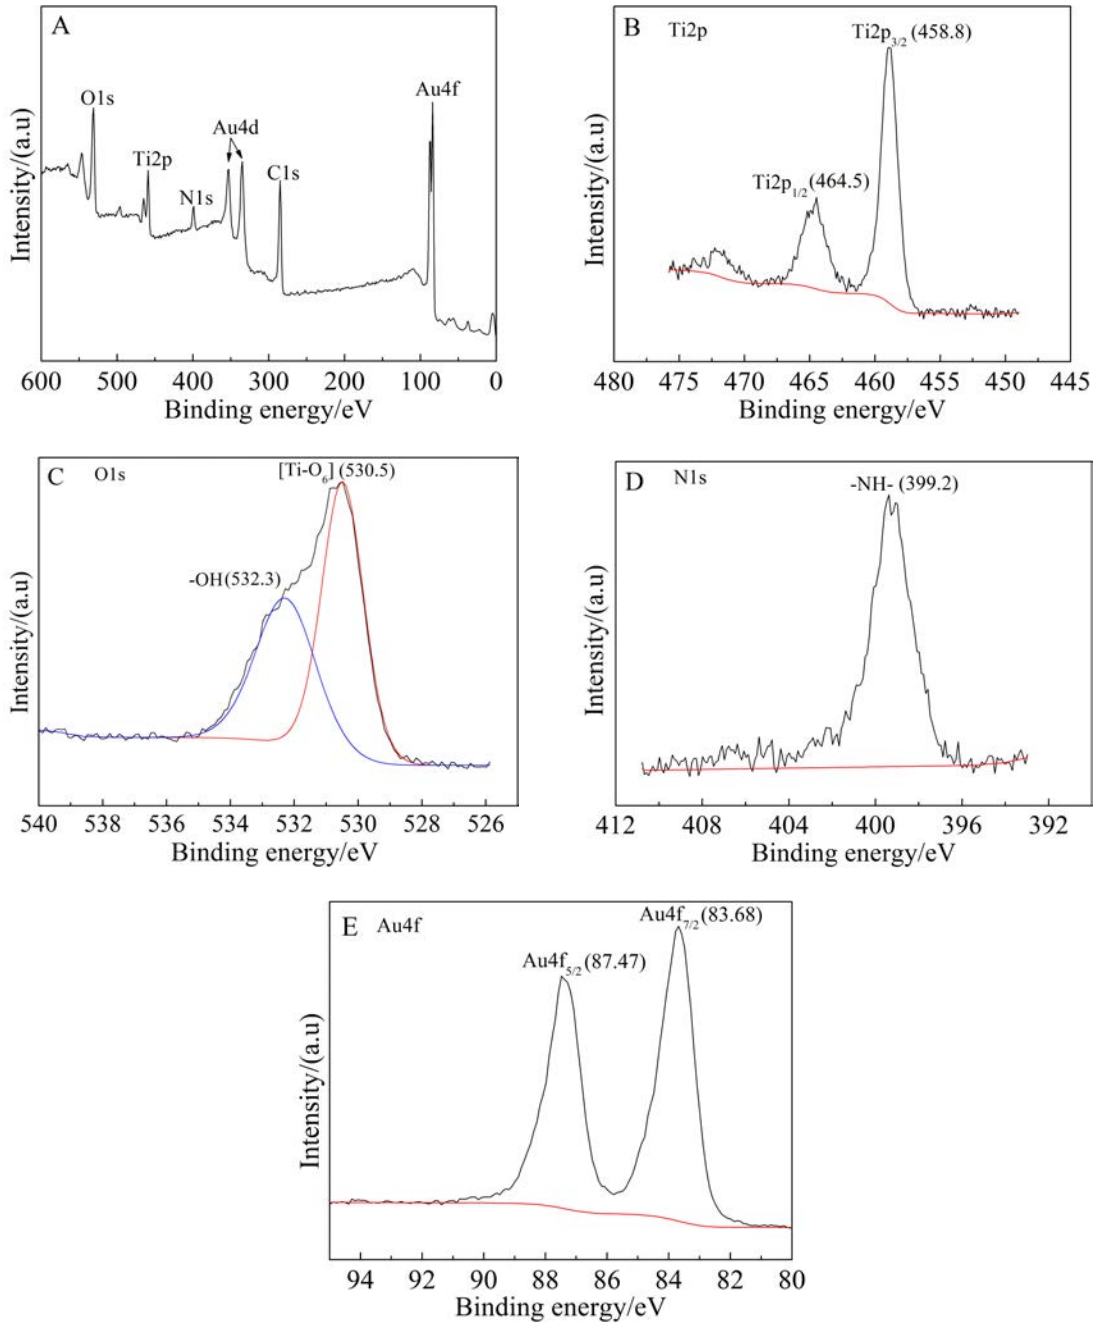 A
O1s
Ti2p
N1s
Au4d
C1s
Au4f
Intensity/(a.u)
600 500 400 300 200 100 0
Binding energy/eV
B Ti2p
Ti2p3/2 (458.8)
Ti2p1/2 (464.5)
Intensity/(a.u)
480 475 470 465 460 455 450 445
Binding energy/eV
C O1s
[Ti-O6] (530.5)
-OH(532.3)
Intensity/(a.u)
540 538 536 534 532 530 528 526
Binding energy/eV
D N1s
-NH- (399.2)
Intensity/(a.u)
412 408 404 400 396 392
Binding energy/eV
E Au4f
Au4f7/2 (83.68)
Au4f5/2 (87.47)
Intensity/(a.u)
94 92 90 88 86 84 82 80
Binding energy/eV